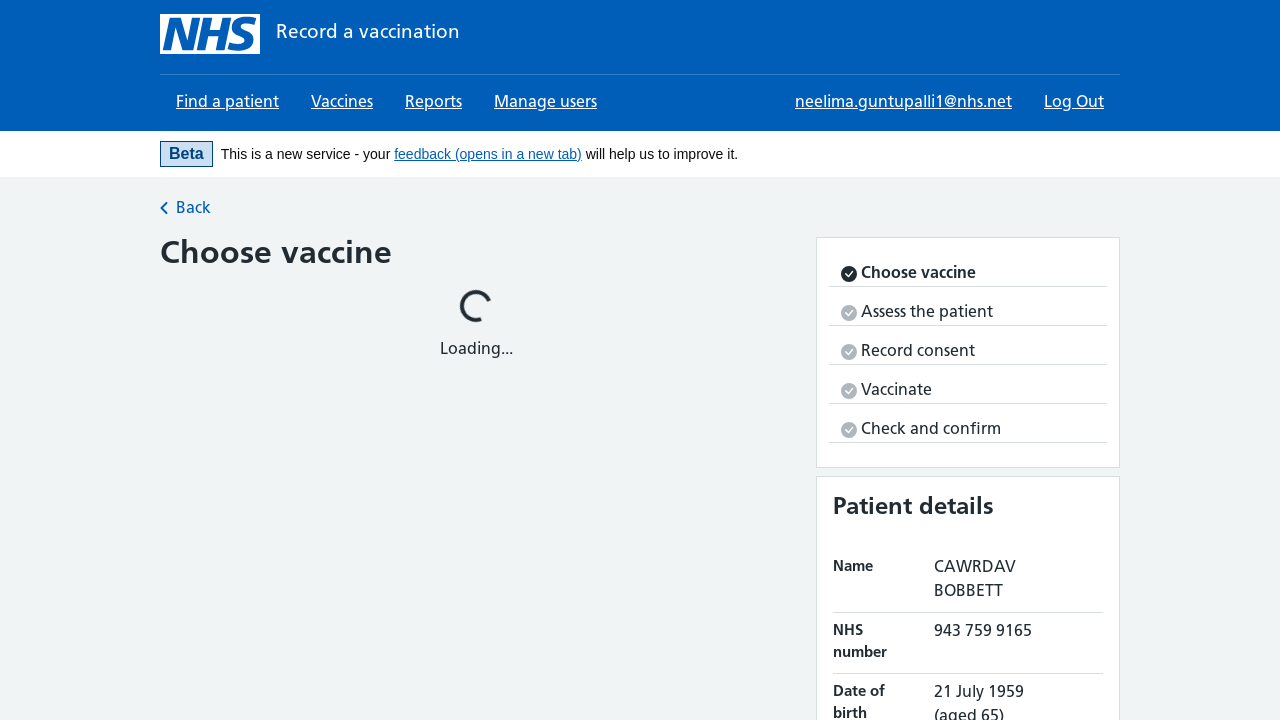 NHS Record a vaccination
Find a patient Vaccines Reports Manage users neelima.guntupalli1@nhs.net Log Out
Beta This is a new service - your feedback (opens in a new tab) will help us to improve it.
Back
Choose vaccine
Loading...
Choose vaccine
Assess the patient
Record consent
Vaccinate
Check and confirm
Patient details
Name CAWRDAV
BOBBETT
NHS 943 759 9165
number
Date of 21 July 1959
birth (aged 65)